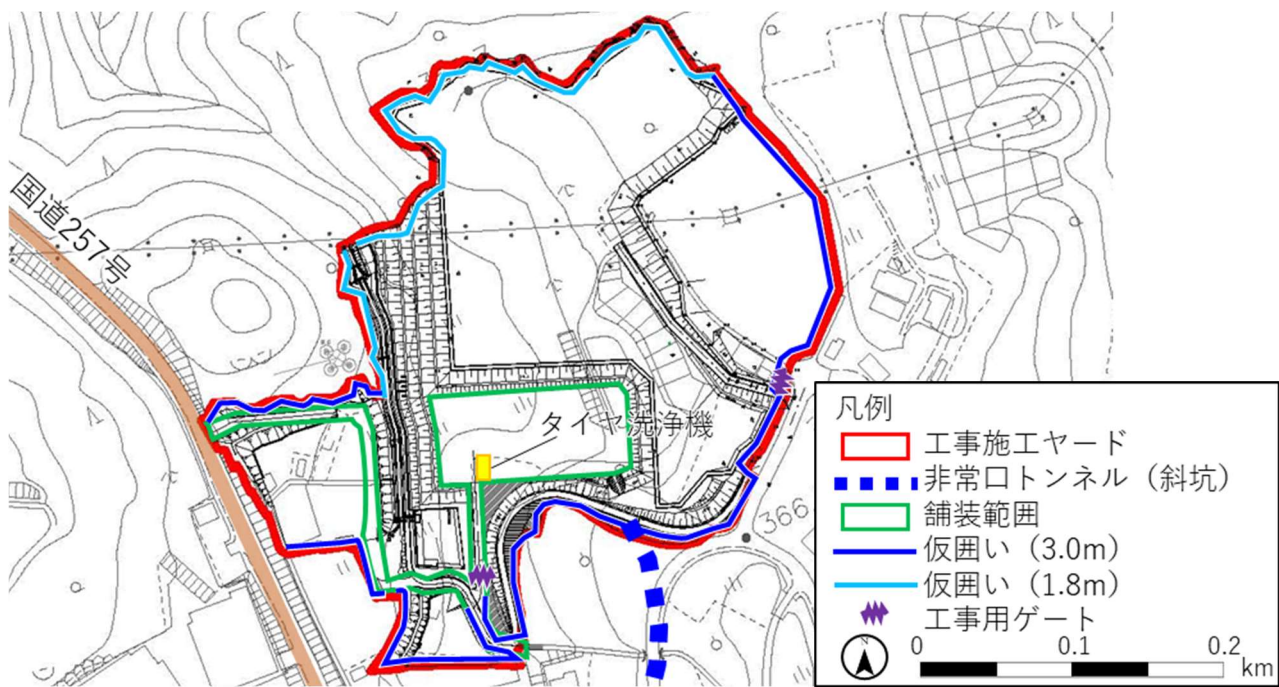 国道257号
タイヤ洗浄機
366
凡例
工事施工ヤード
非常口トンネル（斜坑）
舗装範囲
仮囲い（3.0m）
仮囲い（1.8m）
工事用ゲート
0 0.1 0.2
km